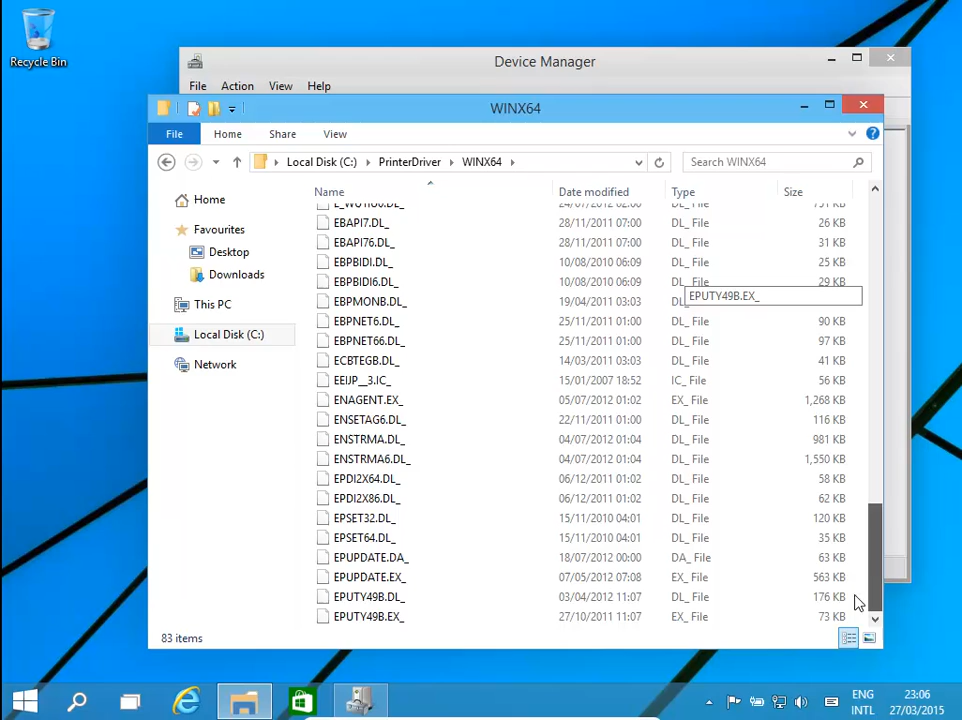 Recycle Bin
Device Manager
File Action View Help
WINX64
File Home Share View
Local Disk (C:) PrinterDriver WINX64
Search WINX64
Name Date modified Type Size
Home
Favourites
Desktop
Downloads
This PC
Local Disk (C:)
Network
EBAPI7.DL_ 28/11/2011 07:00 DL_ File 26 KB
EBAPI76.DL_ 28/11/2011 07:00 DL_ File 31 KB
EBPBIDI.DL_ 10/08/2010 06:09 DL_ File 25 KB
EBPBIDI6.DL_ 10/08/2010 06:09 DL_ File 29 KB
EPUTY49B.EX_
EBPMONB.DL_ 19/04/2011 03:03
EBPNET6.DL_ 25/11/2011 01:00 DL_ File 90 KB
EBPNET66.DL_ 25/11/2011 01:00 DL_ File 97 KB
ECBTEGB.DL_ 14/03/2011 03:03 DL_ File 41 KB
EEIJP__3.IC_ 15/01/2007 18:52 IC_ File 56 KB
ENAGENT.EX_ 05/07/2012 01:02 EX_ File 1,268 KB
ENSETAG6.DL_ 22/11/2011 01:00 DL_ File 116 KB
ENSTRMA.DL_ 04/07/2012 01:04 DL_ File 981 KB
ENSTRMA6.DL_ 04/07/2012 01:04 DL_ File 1,550 KB
EPDI2X64.DL_ 06/12/2011 01:02 DL_ File 58 KB
EPDI2X86.DL_ 06/12/2011 01:02 DL_ File 62 KB
EPSET32.DL_ 15/11/2010 04:01 DL_ File 120 KB
EPSET64.DL_ 15/11/2010 04:01 DL_ File 35 KB
EPUPDATE.DA_ 18/07/2012 00:00 DA_ File 63 KB
EPUPDATE.EX_ 07/05/2012 07:08 EX_ File 563 KB
EPUTY49B.DL_ 03/04/2012 11:07 DL_ File 176 KB
EPUTY49B.EX_ 27/10/2011 11:07 EX_ File 73 KB
83 items
ENG 23:06
INTL 27/03/2015